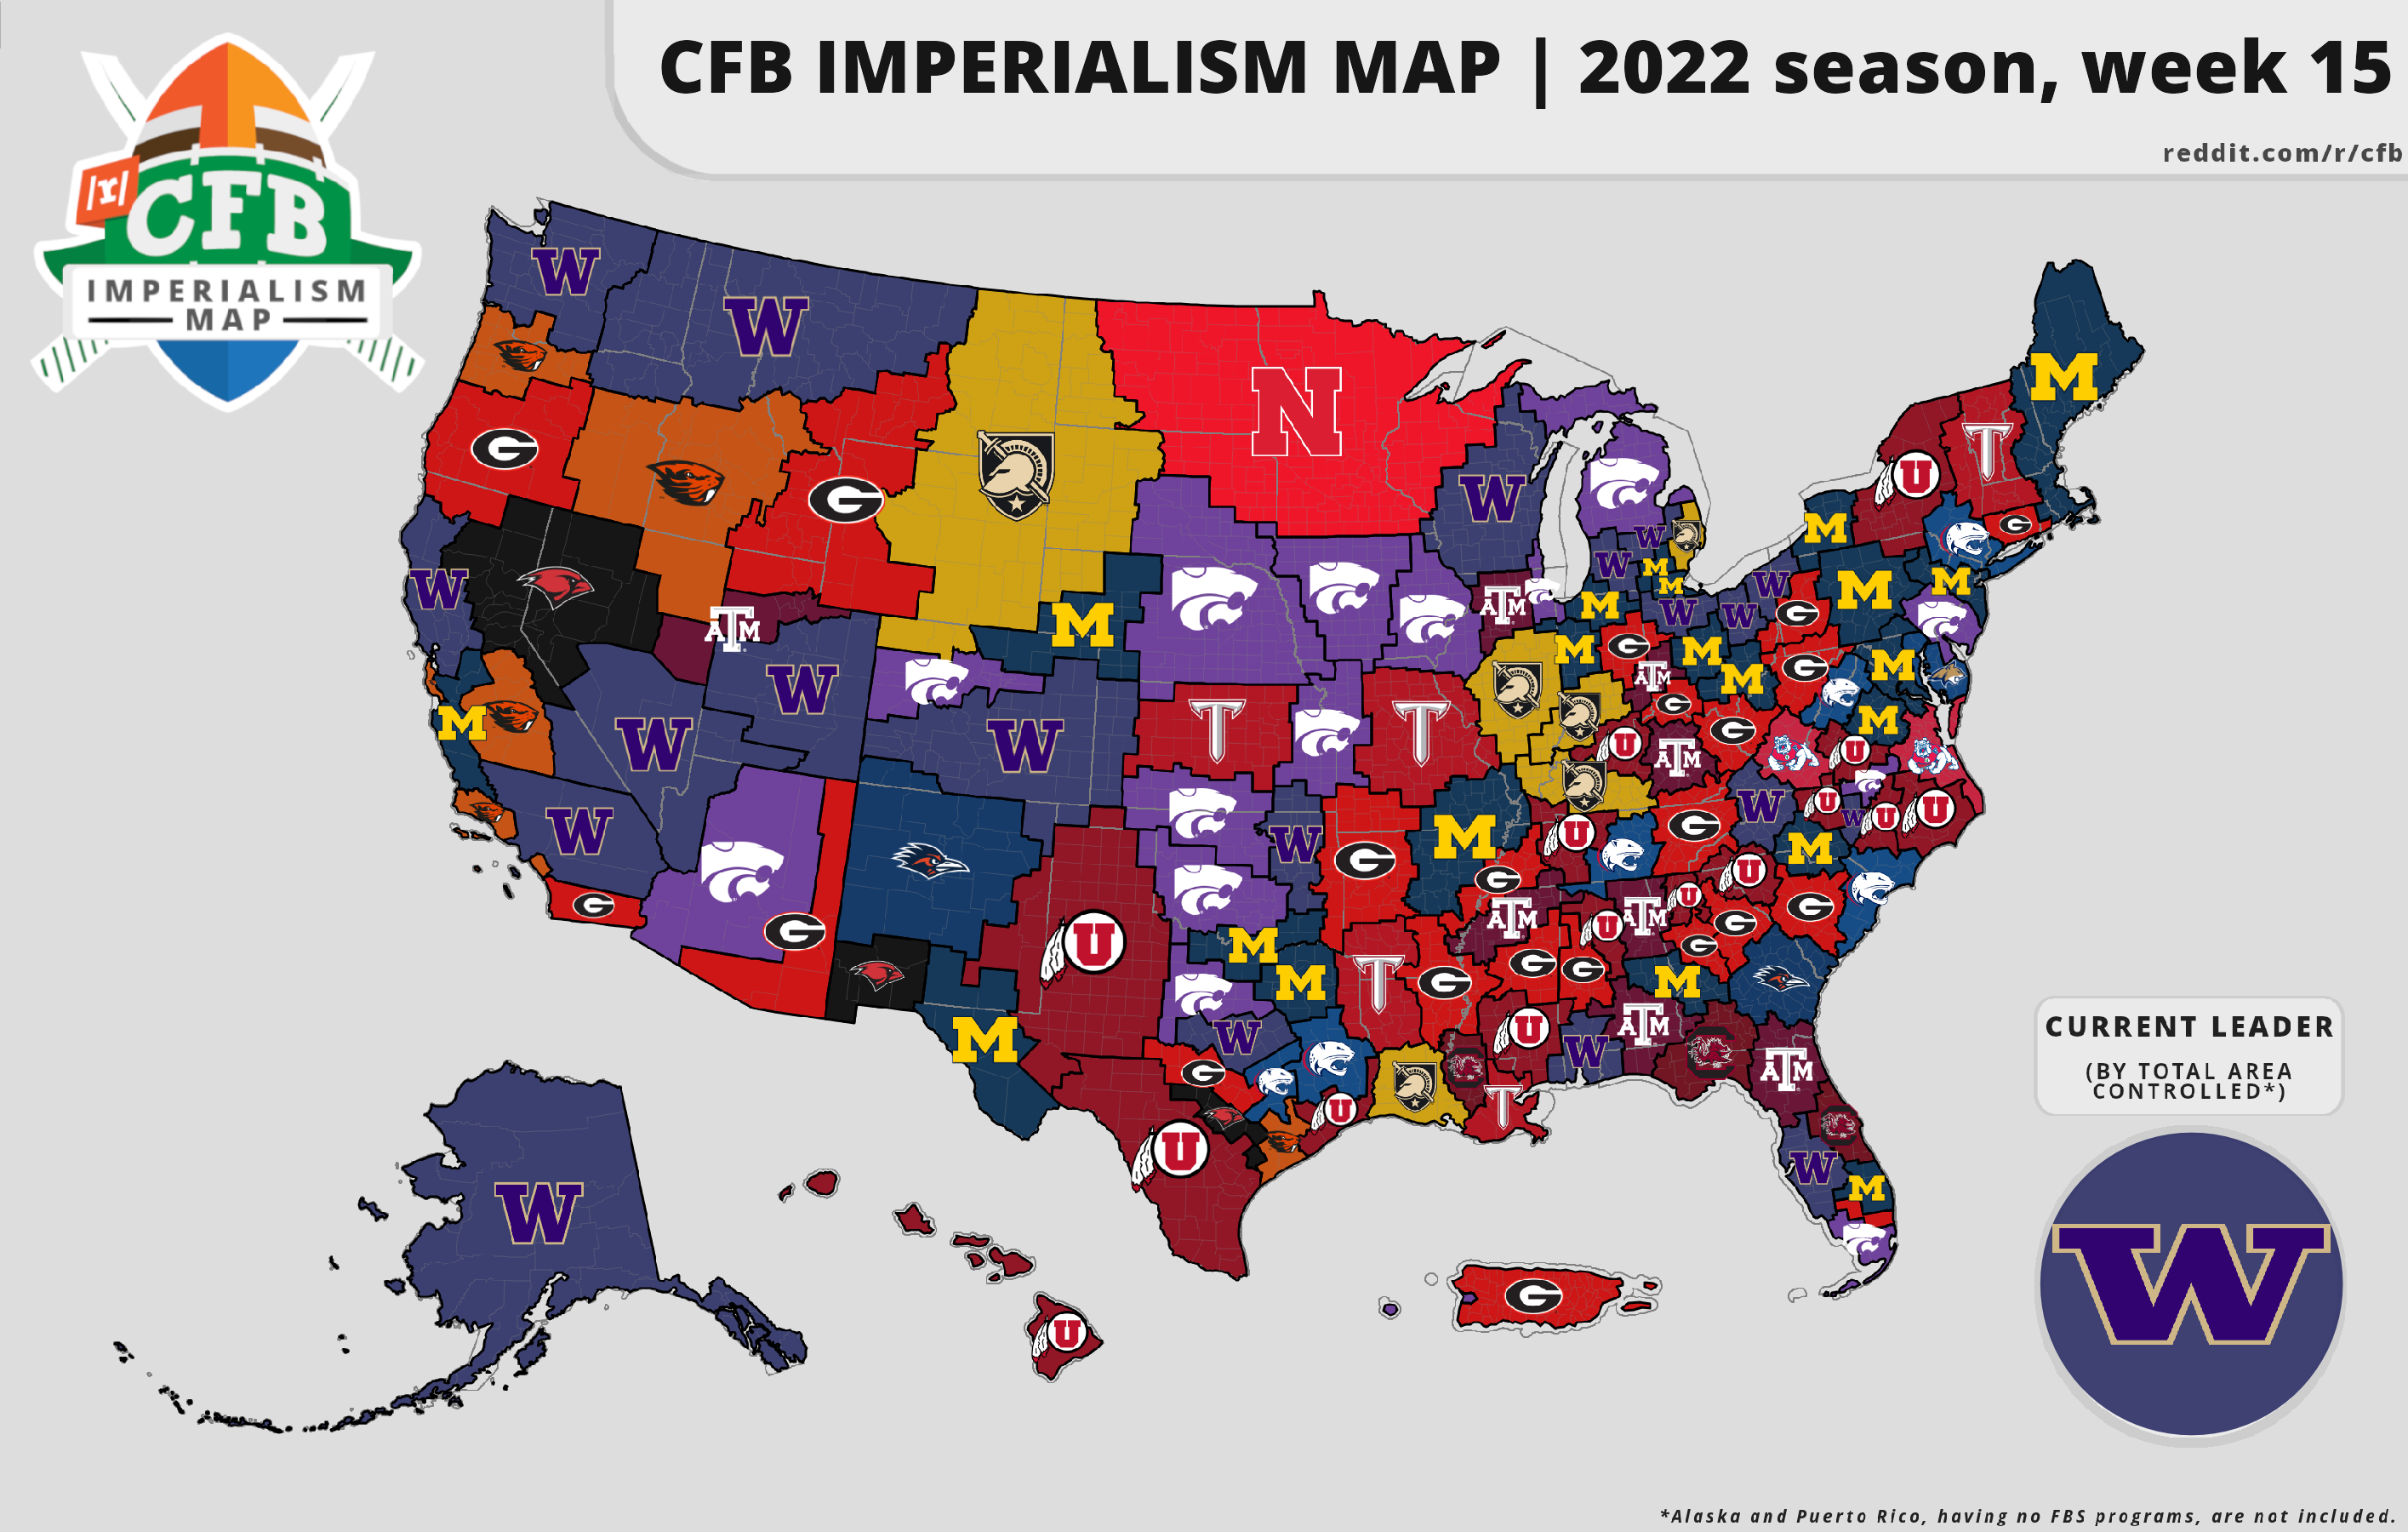 CFB IMPERIALISM MAP | 2022 season, week 15
reddit.com/r/cfb
/r/
CFB
IMPERIALISM
MAP
CURRENT LEADER
(BY TOTAL AREA
CONTROLLED*)
*Alaska and Puerto Rico, having no FBS programs, are not included.